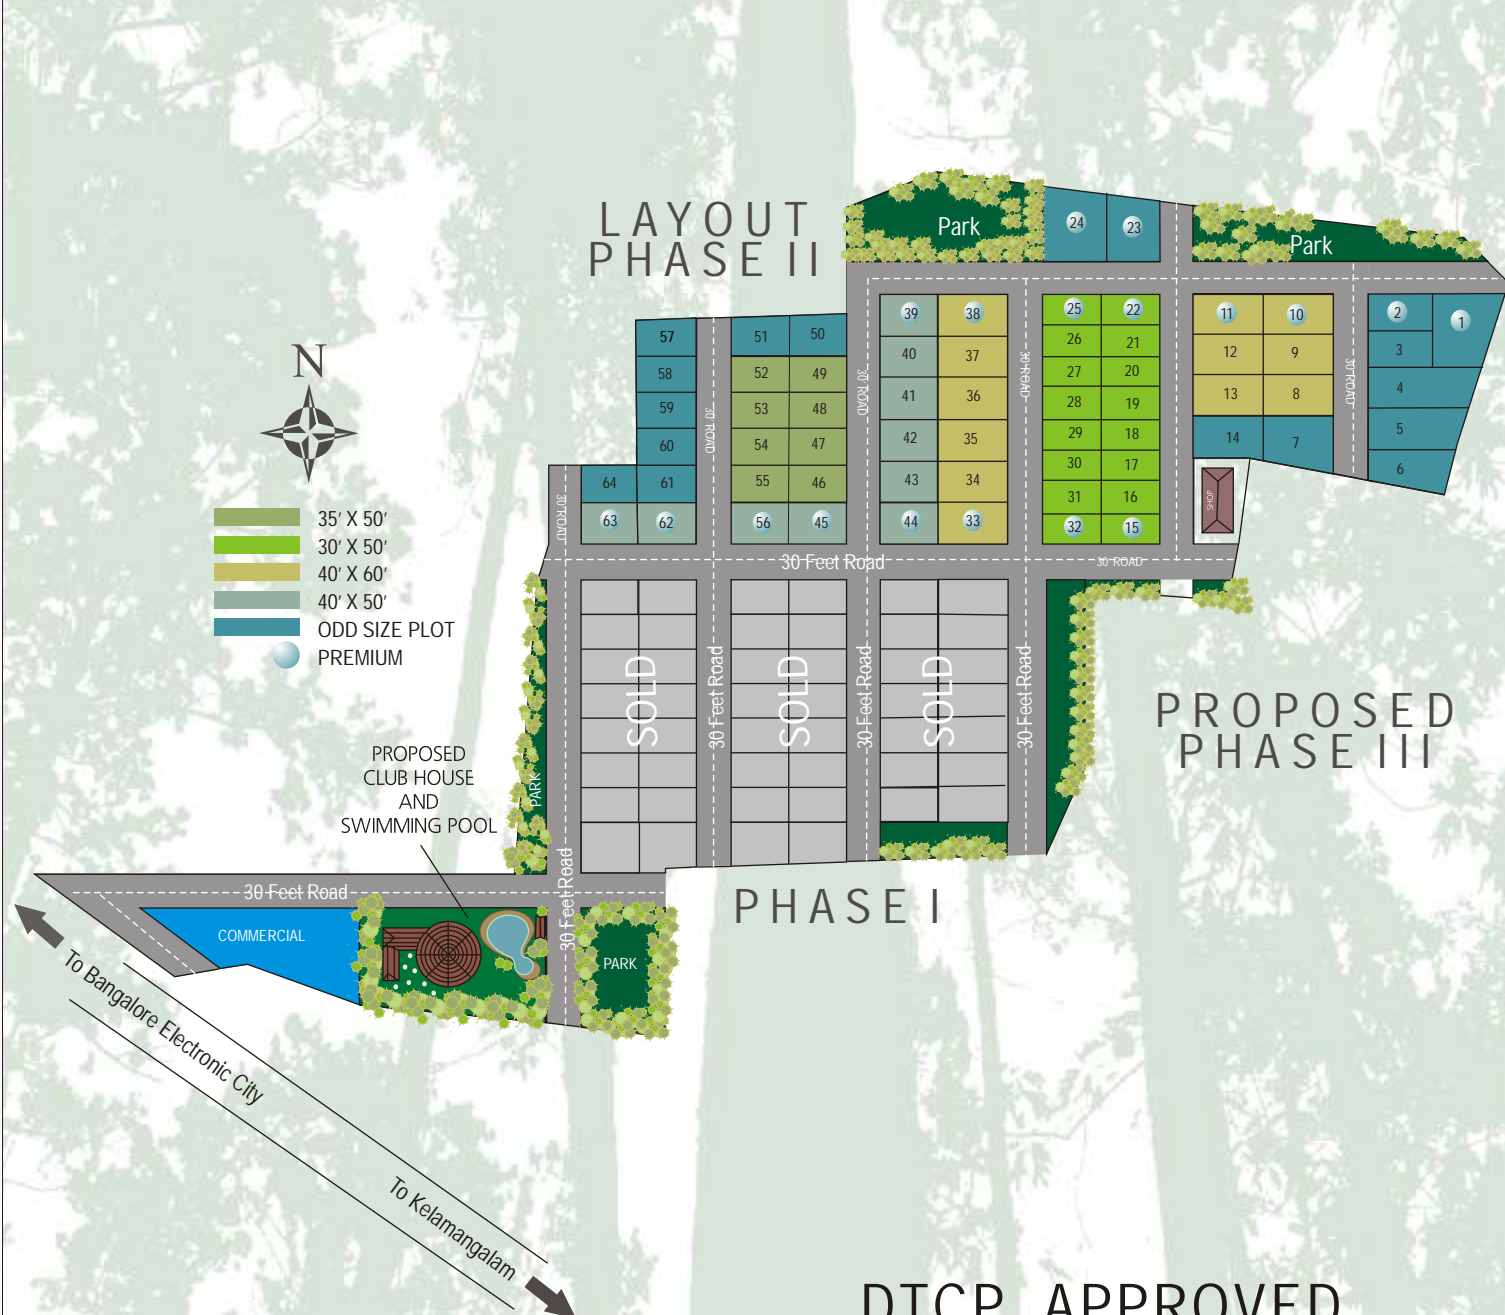 LAYOUT
PHASE II
Park
24
23
Park
N
35' X 50'
30' X 50'
40' X 60'
40' X 50'
ODD SIZE PLOT
PREMIUM
57
58
59
60
64
61
63
62
51
50
52
49
53
48
54
47
55
46
56
45
39
38
40
37
41
36
42
35
43
34
44
33
25
22
26
21
27
20
28
19
29
18
30
17
31
16
32
15
11
10
12
9
13
8
14
7
2
1
3
4
5
6
SHOP
30' ROAD
30' ROAD
30' ROAD
30' ROAD
30' ROAD
30 Feet Road
30' ROAD
SOLD
SOLD
SOLD
30 Feet Road
30 Feet Road
30 Feet Road
PARK
PROPOSED
PHASE III
PROPOSED
CLUB HOUSE
AND
SWIMMING POOL
PHASE I
30 Feet Road
30 Feet Road
COMMERCIAL
PARK
To Bangalore Electronic City
To Kelamangalam
DTCP APPROVED